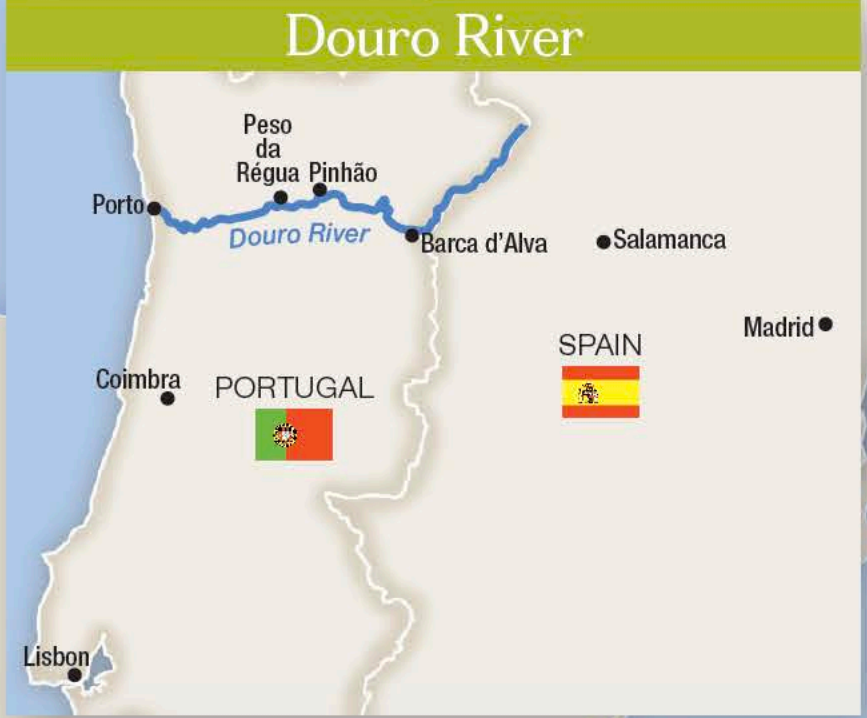 Douro River
Peso
da
Régua
Pinhão
Porto
Douro River
Barca d'Alva
Salamanca
Madrid
SPAIN
Coimbra
PORTUGAL
Lisbon